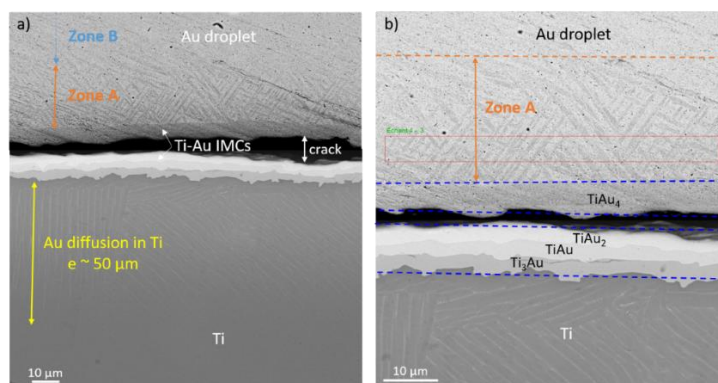 a)
Zone B
Au droplet
Zone A
Ti-Au IMCs
crack
Au diffusion in Ti
e ~ 50 µm
Ti
10 µm
b)
Au droplet
Zone A
TiAu₄
TiAu₂
TiAu
Ti₃Au
Ti
10 µm